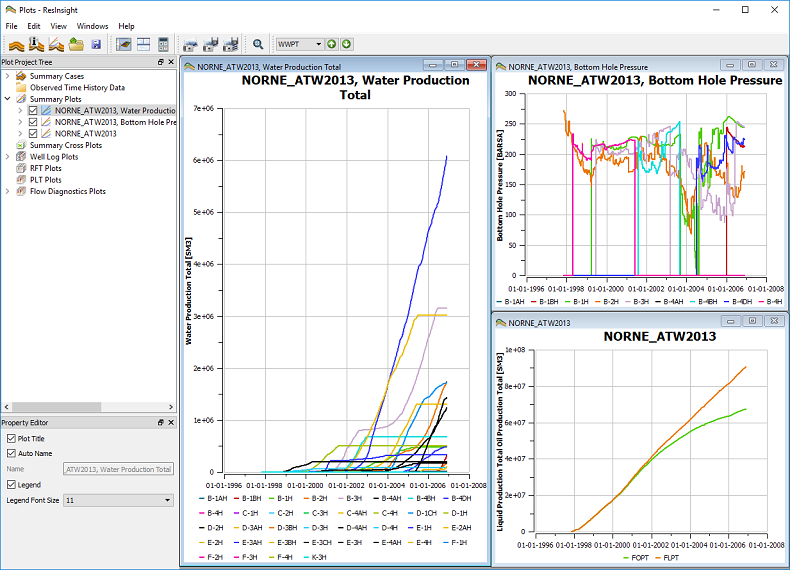 Plots - ResInsight
File Edit View Windows Help
WWPT
Plot Project Tree
Summary Cases
Observed Time History Data
Summary Plots
NORNE_ATW2013, Water Productio
NORNE_ATW2013, Bottom Hole Pre
NORNE_ATW2013
Summary Cross Plots
Well Log Plots
RFT Plots
PLT Plots
Flow Diagnostics Plots
Property Editor
Plot Title
Auto Name
Name
_ATW2013, Water Production Total
Legend
Legend Font Size 11
NORNE_ATW2013, Water Production Total
NORNE_ATW2013, Water Production
Total
Water Production Total [SM3]
7e+06
6e+06
5e+06
4e+06
3e+06
2e+06
1e+06
0
01-01-1996 01-01-1998 01-01-2000 01-01-2002 01-01-2004 01-01-2006 01-01-2008
B-1AH B-1BH B-1H B-2H B-3H B-4AH B-4BH B-4DH
B-4H C-1H C-2H C-3H C-4AH C-4H D-1CH D-1H
D-2H D-3AH D-3BH D-3H D-4AH D-4H E-1H E-2AH
E-2H E-3AH E-3BH E-3CH E-3H E-4AH E-4H F-1H
F-2H F-3H F-4H K-3H
NORNE_ATW2013, Bottom Hole Pressure
NORNE_ATW2013, Bottom Hole Pressure
Bottom Hole Pressure [BARSA]
300
250
200
150
100
50
0
01-01-1996 01-01-1998 01-01-2000 01-01-2002 01-01-2004 01-01-2006 01-01-2008
B-1AH B-1BH B-1H B-2H B-3H B-4AH B-4BH B-4DH B-4H
NORNE_ATW2013
NORNE_ATW2013
Liquid Production Total Oil Production Total [SM3]
1e+08
8e+07
6e+07
4e+07
2e+07
0
01-01-1996 01-01-1998 01-01-2000 01-01-2002 01-01-2004 01-01-2006 01-01-2008
FOPT FLPT